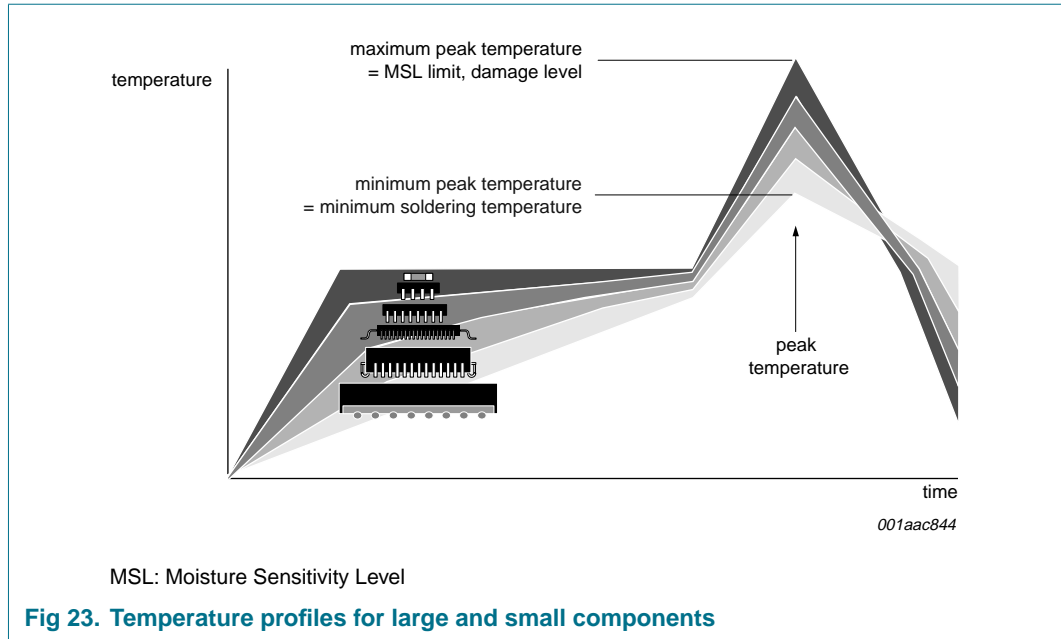 maximum peak temperature
= MSL limit, damage level
temperature
minimum peak temperature
= minimum soldering temperature
peak
temperature
time
001aac844
MSL: Moisture Sensitivity Level
Fig 23. Temperature profiles for large and small components